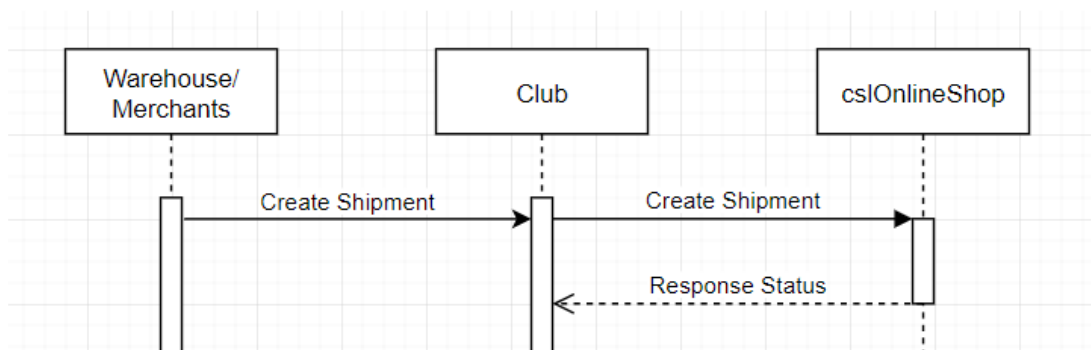 Warehouse/
Merchants
Club
cslOnlineShop
Create Shipment
Create Shipment
Response Status